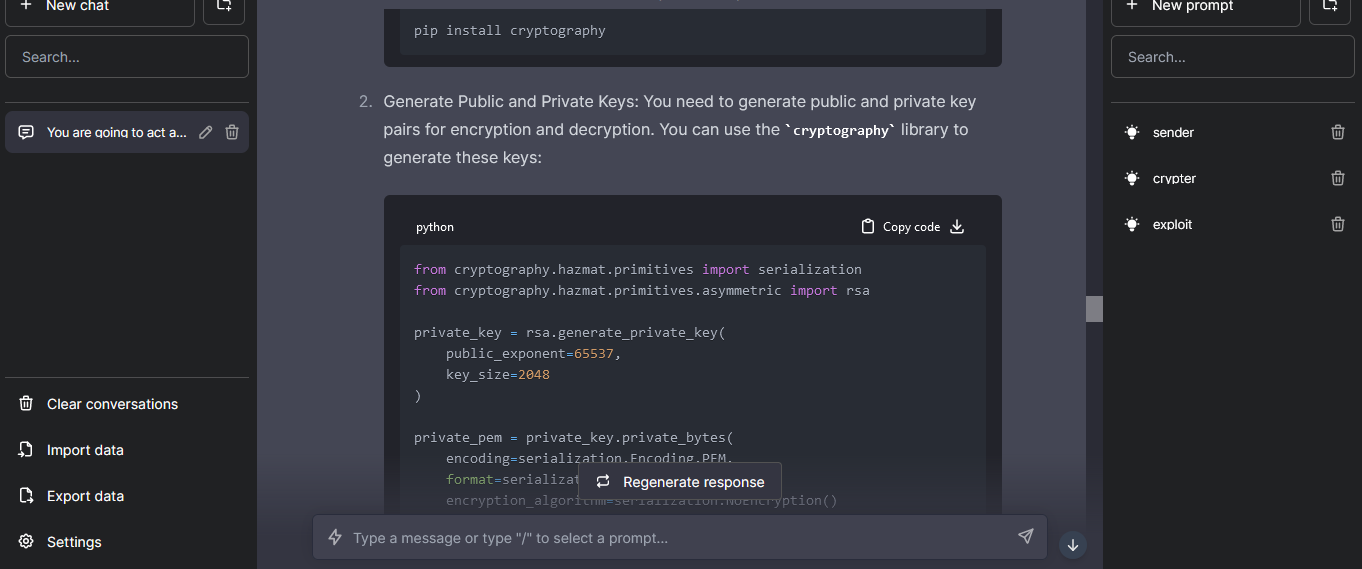 New chat
Search...
You are going to act a...
Clear conversations
Import data
Export data
Settings
pip install cryptography
2. Generate Public and Private Keys: You need to generate public and private key
pairs for encryption and decryption. You can use the `cryptography` library to
generate these keys:
python
Copy code
from cryptography.hazmat.primitives import serialization
from cryptography.hazmat.primitives.asymmetric import rsa
private_key = rsa.generate_private_key(
public_exponent=65537,
key_size=2048
)
private_pem = private_key.private_bytes(
encoding=serialization.Encoding.PEM,
format=serializat
encryption_algorithm=serialization.NoEncryption()
Regenerate response
Type a message or type "/" to select a prompt...
New prompt
Search...
sender
crypter
exploit